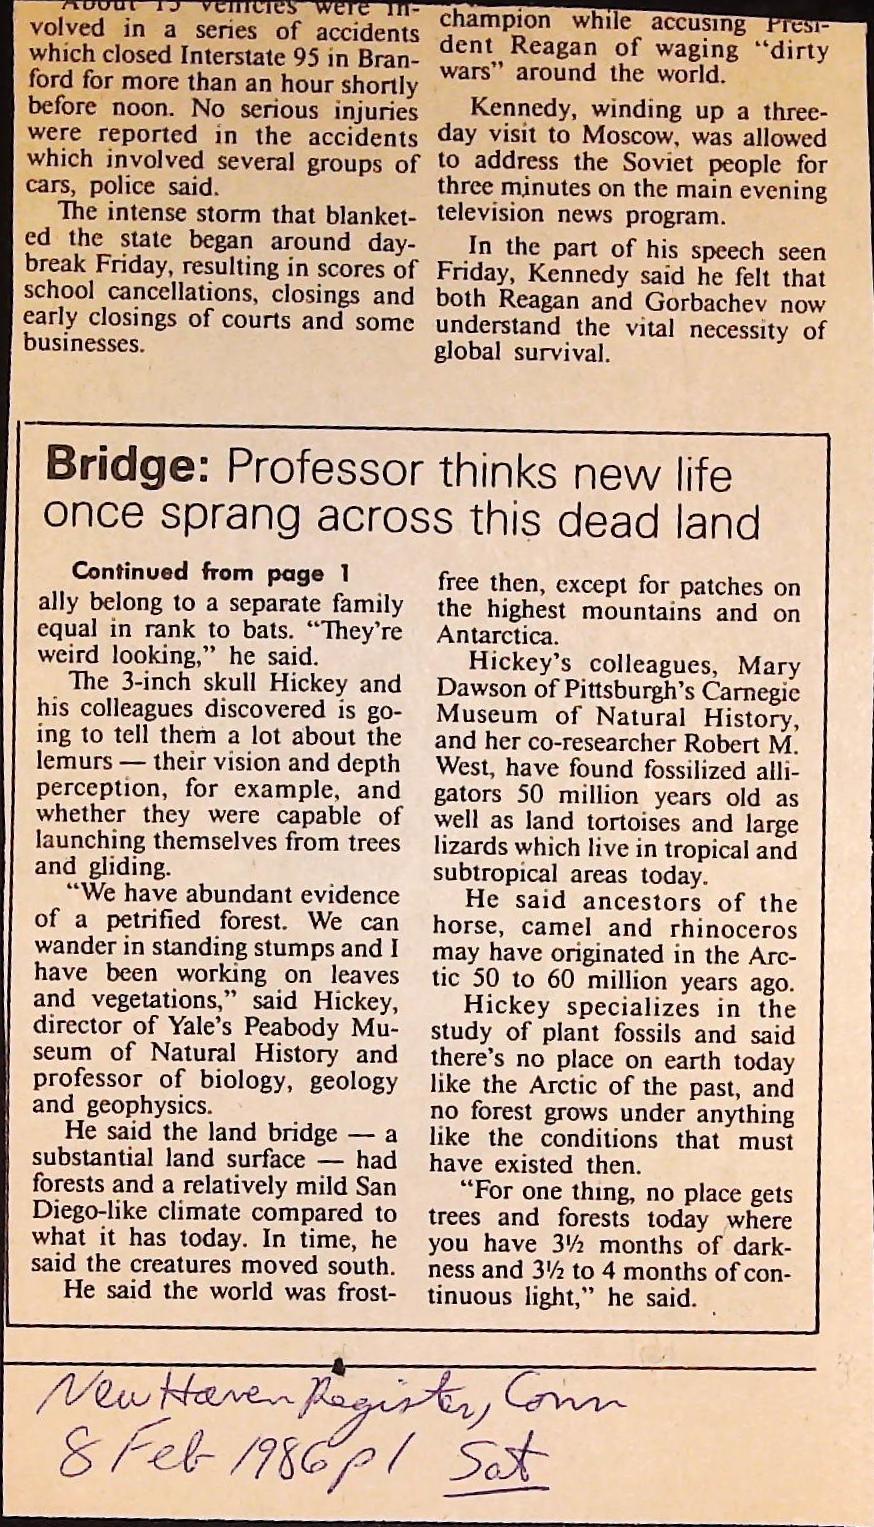 About 15 vehicles were in-
volved in a series of accidents
which closed Interstate 95 in Bran-
ford for more than an hour shortly
before noon. No serious injuries
were reported in the accidents
which involved several groups of
cars, police said.
The intense storm that blanket-
ed the state began around day-
break Friday, resulting in scores of
school cancellations, closings and
early closings of courts and some
businesses.
champion while accusing Presi-
dent Reagan of waging “dirty
wars” around the world.
Kennedy, winding up a three-
day visit to Moscow, was allowed
to address the Soviet people for
three minutes on the main evening
television news program.
In the part of his speech seen
Friday, Kennedy said he felt that
both Reagan and Gorbachev now
understand the vital necessity of
global survival.
Bridge: Professor thinks new life
once sprang across this dead land
Continued from page 1
ally belong to a separate family
equal in rank to bats. “They’re
weird looking,” he said.
The 3-inch skull Hickey and
his colleagues discovered is go-
ing to tell them a lot about the
lemurs — their vision and depth
perception, for example, and
whether they were capable of
launching themselves from trees
and gliding.
“We have abundant evidence
of a petrified forest. We can
wander in standing stumps and I
have been working on leaves
and vegetations,” said Hickey,
director of Yale’s Peabody Mu-
seum of Natural History and
professor of biology, geology
and geophysics.
He said the land bridge — a
substantial land surface — had
forests and a relatively mild San
Diego-like climate compared to
what it has today. In time, he
said the creatures moved south.
He said the world was frost-
free then, except for patches on
the highest mountains and on
Antarctica.
Hickey’s colleagues, Mary
Dawson of Pittsburgh’s Carnegie
Museum of Natural History,
and her co-researcher Robert M.
West, have found fossilized alli-
gators 50 million years old as
well as land tortoises and large
lizards which live in tropical and
subtropical areas today.
He said ancestors of the
horse, camel and rhinoceros
may have originated in the Arc-
tic 50 to 60 million years ago.
Hickey specializes in the
study of plant fossils and said
there’s no place on earth today
like the Arctic of the past, and
no forest grows under anything
like the conditions that must
have existed then.
“For one thing, no place gets
trees and forests today where
you have 3½ months of dark-
ness and 3½ to 4 months of con-
tinuous light,” he said.
New Haven Register, Conn
8 Feb 1986 p1 Sat